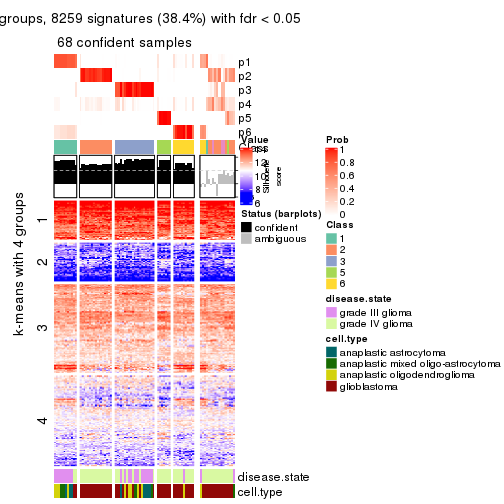 groups, 8259 signatures (38.4%) with fdr < 0.05
68 confident samples
p1
p2
p3
p4
p5
p6
Class
Silhouette
score
k-means with 4 groups
1
2
3
4
disease.state
cell.type
Value
14
12
10
8
6
Status (barplots)
confident
ambiguous
Prob
1
0.8
0.6
0.4
0.2
0
Class
1
2
3
5
6
disease.state
grade III glioma
grade IV glioma
cell.type
anaplastic astrocytoma
anaplastic mixed oligo-astrocytoma
anaplastic oligodendroglioma
glioblastoma